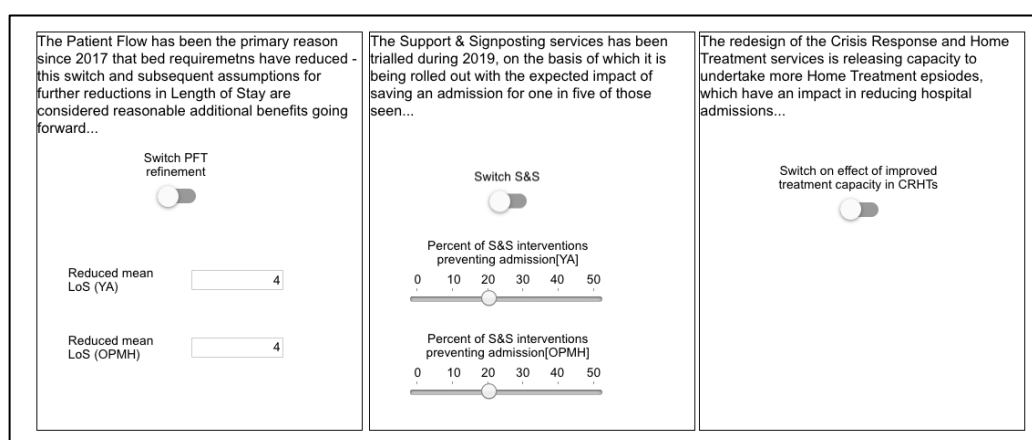 The Patient Flow has been the primary reason
since 2017 that bed requiremetns have reduced -
this switch and subsequent assumptions for
further reductions in Length of Stay are
considered reasonable additional benefits going
forward...
Switch PFT
refinement
Reduced mean
LoS (YA)
4
Reduced mean
LoS (OPMH)
4
The Support & Signposting services has been
trialled during 2019, on the basis of which it is
being rolled out with the expected impact of
saving an admission for one in five of those
seen...
Switch S&S
Percent of S&S interventions
preventing admission[YA]
0 10 20 30 40 50
Percent of S&S interventions
preventing admission[OPMH]
0 10 20 30 40 50
The redesign of the Crisis Response and Home
Treatment services is releasing capacity to
undertake more Home Treatment epsiodes,
which have an impact in reducing hospital
admissions...
Switch on effect of improved
treatment capacity in CRHTs